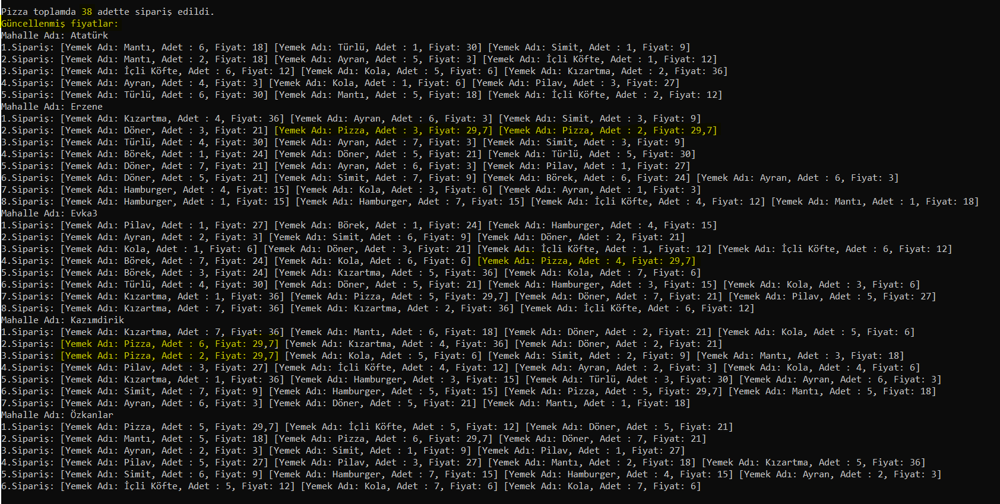 Pizza toplamda 38 adette sipariş edildi.
Güncellenmiş fiyatlar:
Mahalle Adı: Atatürk
1.Sipariş: [Yemek Adı: Mantı, Adet : 6, Fiyat: 18] [Yemek Adı: Türlü, Adet : 1, Fiyat: 30] [Yemek Adı: Simit, Adet : 1, Fiyat: 9]
2.Sipariş: [Yemek Adı: Mantı, Adet : 2, Fiyat: 18] [Yemek Adı: Ayran, Adet : 5, Fiyat: 3] [Yemek Adı: İçli Köfte, Adet : 1, Fiyat: 12]
3.Sipariş: [Yemek Adı: İçli Köfte, Adet : 6, Fiyat: 12] [Yemek Adı: Kola, Adet : 5, Fiyat: 6] [Yemek Adı: Kızartma, Adet : 2, Fiyat: 36]
4.Sipariş: [Yemek Adı: Ayran, Adet : 4, Fiyat: 3] [Yemek Adı: Kola, Adet : 1, Fiyat: 6] [Yemek Adı: Pilav, Adet : 3, Fiyat: 27]
5.Sipariş: [Yemek Adı: Türlü, Adet : 6, Fiyat: 30] [Yemek Adı: Mantı, Adet : 5, Fiyat: 18] [Yemek Adı: İçli Köfte, Adet : 2, Fiyat: 12]
Mahalle Adı: Erzene
1.Sipariş: [Yemek Adı: Kızartma, Adet : 4, Fiyat: 36] [Yemek Adı: Ayran, Adet : 6, Fiyat: 3] [Yemek Adı: Simit, Adet : 3, Fiyat: 9]
2.Sipariş: [Yemek Adı: Döner, Adet : 3, Fiyat: 21] [Yemek Adı: Pizza, Adet : 3, Fiyat: 29,7] [Yemek Adı: Pizza, Adet : 2, Fiyat: 29,7]
3.Sipariş: [Yemek Adı: Türlü, Adet : 4, Fiyat: 30] [Yemek Adı: Ayran, Adet : 7, Fiyat: 3] [Yemek Adı: Simit, Adet : 3, Fiyat: 9]
4.Sipariş: [Yemek Adı: Börek, Adet : 1, Fiyat: 24] [Yemek Adı: Döner, Adet : 5, Fiyat: 21] [Yemek Adı: Türlü, Adet : 5, Fiyat: 30]
5.Sipariş: [Yemek Adı: Döner, Adet : 7, Fiyat: 21] [Yemek Adı: Ayran, Adet : 6, Fiyat: 3] [Yemek Adı: Pilav, Adet : 1, Fiyat: 27]
6.Sipariş: [Yemek Adı: Döner, Adet : 5, Fiyat: 21] [Yemek Adı: Simit, Adet : 7, Fiyat: 9] [Yemek Adı: Börek, Adet : 6, Fiyat: 24] [Yemek Adı: Ayran, Adet : 6, Fiyat: 3]
7.Sipariş: [Yemek Adı: Hamburger, Adet : 4, Fiyat: 15] [Yemek Adı: Kola, Adet : 3, Fiyat: 6] [Yemek Adı: Ayran, Adet : 1, Fiyat: 3]
8.Sipariş: [Yemek Adı: Hamburger, Adet : 1, Fiyat: 15] [Yemek Adı: Hamburger, Adet : 7, Fiyat: 15] [Yemek Adı: İçli Köfte, Adet : 4, Fiyat: 12] [Yemek Adı: Mantı, Adet : 1, Fiyat: 18]
Mahalle Adı: Evka3
1.Sipariş: [Yemek Adı: Pilav, Adet : 1, Fiyat: 27] [Yemek Adı: Börek, Adet : 1, Fiyat: 24] [Yemek Adı: Hamburger, Adet : 4, Fiyat: 15]
2.Sipariş: [Yemek Adı: Ayran, Adet : 2, Fiyat: 3] [Yemek Adı: Simit, Adet : 6, Fiyat: 9] [Yemek Adı: Döner, Adet : 2, Fiyat: 21]
3.Sipariş: [Yemek Adı: Kola, Adet : 1, Fiyat: 6] [Yemek Adı: Döner, Adet : 3, Fiyat: 21] [Yemek Adı: İçli Köfte, Adet : 1, Fiyat: 12] [Yemek Adı: İçli Köfte, Adet : 6, Fiyat: 12]
4.Sipariş: [Yemek Adı: Börek, Adet : 7, Fiyat: 24] [Yemek Adı: Kola, Adet : 6, Fiyat: 6] [Yemek Adı: Pizza, Adet : 4, Fiyat: 29,7]
5.Sipariş: [Yemek Adı: Börek, Adet : 3, Fiyat: 24] [Yemek Adı: Kızartma, Adet : 5, Fiyat: 36] [Yemek Adı: Kola, Adet : 7, Fiyat: 6]
6.Sipariş: [Yemek Adı: Türlü, Adet : 4, Fiyat: 30] [Yemek Adı: Döner, Adet : 5, Fiyat: 21] [Yemek Adı: Hamburger, Adet : 3, Fiyat: 15] [Yemek Adı: Kola, Adet : 3, Fiyat: 6]
7.Sipariş: [Yemek Adı: Kızartma, Adet : 1, Fiyat: 36] [Yemek Adı: Pizza, Adet : 5, Fiyat: 29,7] [Yemek Adı: Döner, Adet : 7, Fiyat: 21] [Yemek Adı: Pilav, Adet : 5, Fiyat: 27]
8.Sipariş: [Yemek Adı: Kızartma, Adet : 7, Fiyat: 36] [Yemek Adı: Kızartma, Adet : 2, Fiyat: 36] [Yemek Adı: İçli Köfte, Adet : 6, Fiyat: 12]
Mahalle Adı: Kazımdirik
1.Sipariş: [Yemek Adı: Kızartma, Adet : 7, Fiyat: 36] [Yemek Adı: Mantı, Adet : 6, Fiyat: 18] [Yemek Adı: Döner, Adet : 2, Fiyat: 21] [Yemek Adı: Kola, Adet : 5, Fiyat: 6]
2.Sipariş: [Yemek Adı: Pizza, Adet : 6, Fiyat: 29,7] [Yemek Adı: Kızartma, Adet : 4, Fiyat: 36] [Yemek Adı: Döner, Adet : 2, Fiyat: 21]
3.Sipariş: [Yemek Adı: Pizza, Adet : 2, Fiyat: 29,7] [Yemek Adı: Kola, Adet : 5, Fiyat: 6] [Yemek Adı: Simit, Adet : 2, Fiyat: 9] [Yemek Adı: Mantı, Adet : 3, Fiyat: 18]
4.Sipariş: [Yemek Adı: Pilav, Adet : 3, Fiyat: 27] [Yemek Adı: İçli Köfte, Adet : 4, Fiyat: 12] [Yemek Adı: Ayran, Adet : 2, Fiyat: 3] [Yemek Adı: Kola, Adet : 4, Fiyat: 6]
5.Sipariş: [Yemek Adı: Kızartma, Adet : 1, Fiyat: 36] [Yemek Adı: Hamburger, Adet : 3, Fiyat: 15] [Yemek Adı: Türlü, Adet : 3, Fiyat: 30] [Yemek Adı: Ayran, Adet : 6, Fiyat: 3]
6.Sipariş: [Yemek Adı: Simit, Adet : 7, Fiyat: 9] [Yemek Adı: Hamburger, Adet : 5, Fiyat: 15] [Yemek Adı: Pizza, Adet : 5, Fiyat: 29,7] [Yemek Adı: Mantı, Adet : 5, Fiyat: 18]
7.Sipariş: [Yemek Adı: Ayran, Adet : 6, Fiyat: 3] [Yemek Adı: Döner, Adet : 5, Fiyat: 21] [Yemek Adı: Mantı, Adet : 1, Fiyat: 18]
Mahalle Adı: Özkanlar
1.Sipariş: [Yemek Adı: Pizza, Adet : 5, Fiyat: 29,7] [Yemek Adı: İçli Köfte, Adet : 5, Fiyat: 12] [Yemek Adı: Döner, Adet : 5, Fiyat: 21]
2.Sipariş: [Yemek Adı: Mantı, Adet : 5, Fiyat: 18] [Yemek Adı: Pizza, Adet : 6, Fiyat: 29,7] [Yemek Adı: Döner, Adet : 7, Fiyat: 21]
3.Sipariş: [Yemek Adı: Ayran, Adet : 2, Fiyat: 3] [Yemek Adı: Simit, Adet : 1, Fiyat: 9] [Yemek Adı: Pilav, Adet : 1, Fiyat: 27]
4.Sipariş: [Yemek Adı: Pilav, Adet : 5, Fiyat: 27] [Yemek Adı: Pilav, Adet : 3, Fiyat: 27] [Yemek Adı: Mantı, Adet : 2, Fiyat: 18] [Yemek Adı: Kızartma, Adet : 5, Fiyat: 36]
5.Sipariş: [Yemek Adı: Simit, Adet : 6, Fiyat: 9] [Yemek Adı: Hamburger, Adet : 7, Fiyat: 15] [Yemek Adı: Hamburger, Adet : 4, Fiyat: 15] [Yemek Adı: Ayran, Adet : 2, Fiyat: 3]
6.Sipariş: [Yemek Adı: İçli Köfte, Adet : 5, Fiyat: 12] [Yemek Adı: Kola, Adet : 7, Fiyat: 6] [Yemek Adı: Kola, Adet : 7, Fiyat: 6]